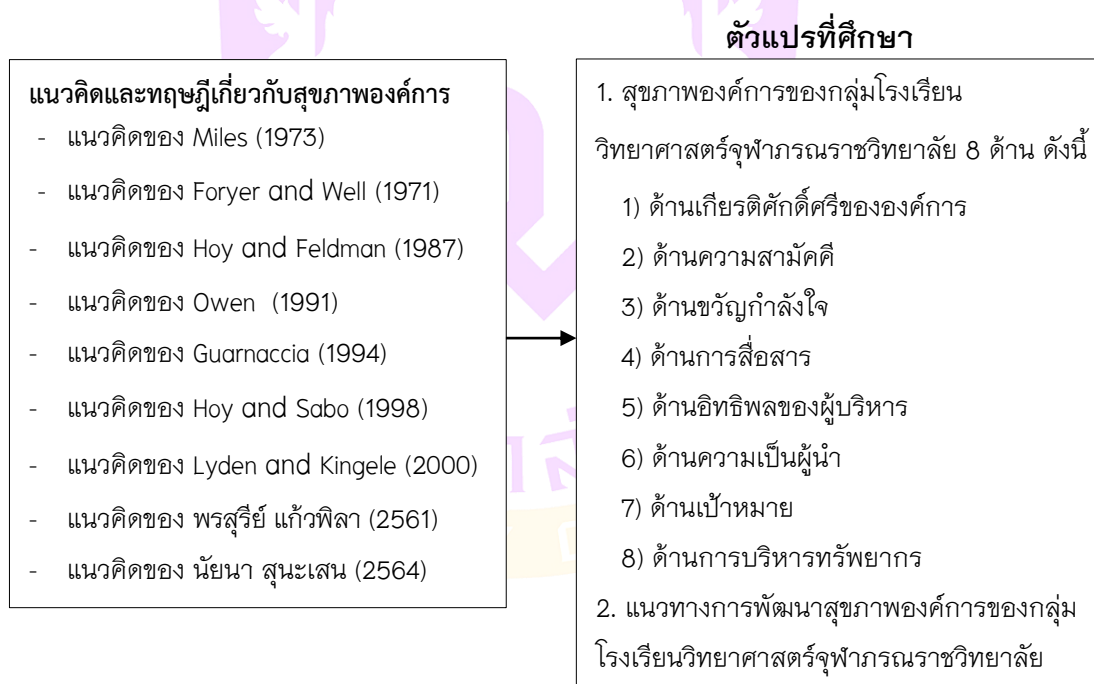 ตัวแปรที่ศึกษา
แนวคิดและทฤษฎีเกี่ยวกับสุขภาพองค์การ
- แนวคิดของ Miles (1973)
- แนวคิดของ Foryer and Well (1971)
- แนวคิดของ Hoy and Feldman (1987)
- แนวคิดของ Owen (1991)
- แนวคิดของ Guarnaccia (1994)
- แนวคิดของ Hoy and Sabo (1998)
- แนวคิดของ Lyden and Kingele (2000)
- แนวคิดของ พรสุรีย์ แก้วพิลา (2561)
- แนวคิดของ นัยนา สุนะเสน (2564)
1. สุขภาพองค์การของกลุ่มโรงเรียน
วิทยาศาสตร์จุฬาภรณราชวิทยาลัย 8 ด้าน ดังนี้
1) ด้านเกียรติศักดิ์ศรีขององค์การ
2) ด้านความสามัคคี
3) ด้านขวัญกำลังใจ
4) ด้านการสื่อสาร
5) ด้านอิทธิพลของผู้บริหาร
6) ด้านความเป็นผู้นำ
7) ด้านเป้าหมาย
8) ด้านการบริหารทรัพยากร
2. แนวทางการพัฒนาสุขภาพองค์การของกลุ่ม
โรงเรียนวิทยาศาสตร์จุฬาภรณราชวิทยาลัย